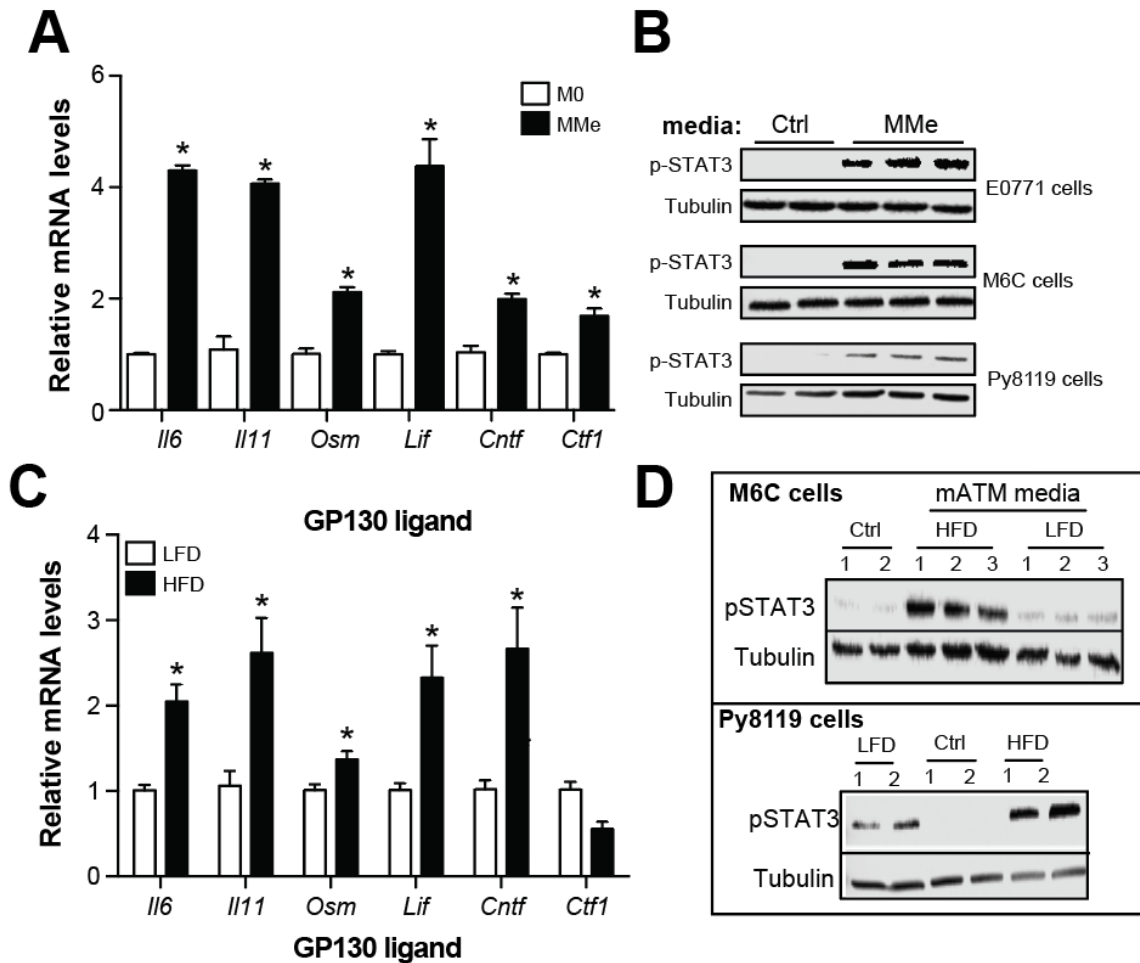 A
Relative mRNA levels
6
4
2
0
M0
MMe
* * * * * *
Il6 Il11 Osm Lif Cntf Ctf1
GP130 ligand
B
media: Ctrl MMe
p-STAT3
Tubulin
E0771 cells
p-STAT3
Tubulin
M6C cells
p-STAT3
Tubulin
Py8119 cells
C
Relative mRNA levels
4
3
2
1
0
LFD
HFD
* * * * *
Il6 Il11 Osm Lif Cntf Ctf1
GP130 ligand
D
M6C cells mATM media
Ctrl HFD LFD
1 2 1 2 3 1 2 3
pSTAT3
Tubulin
Py8119 cells
LFD Ctrl HFD
1 2 1 2 1 2
pSTAT3
Tubulin